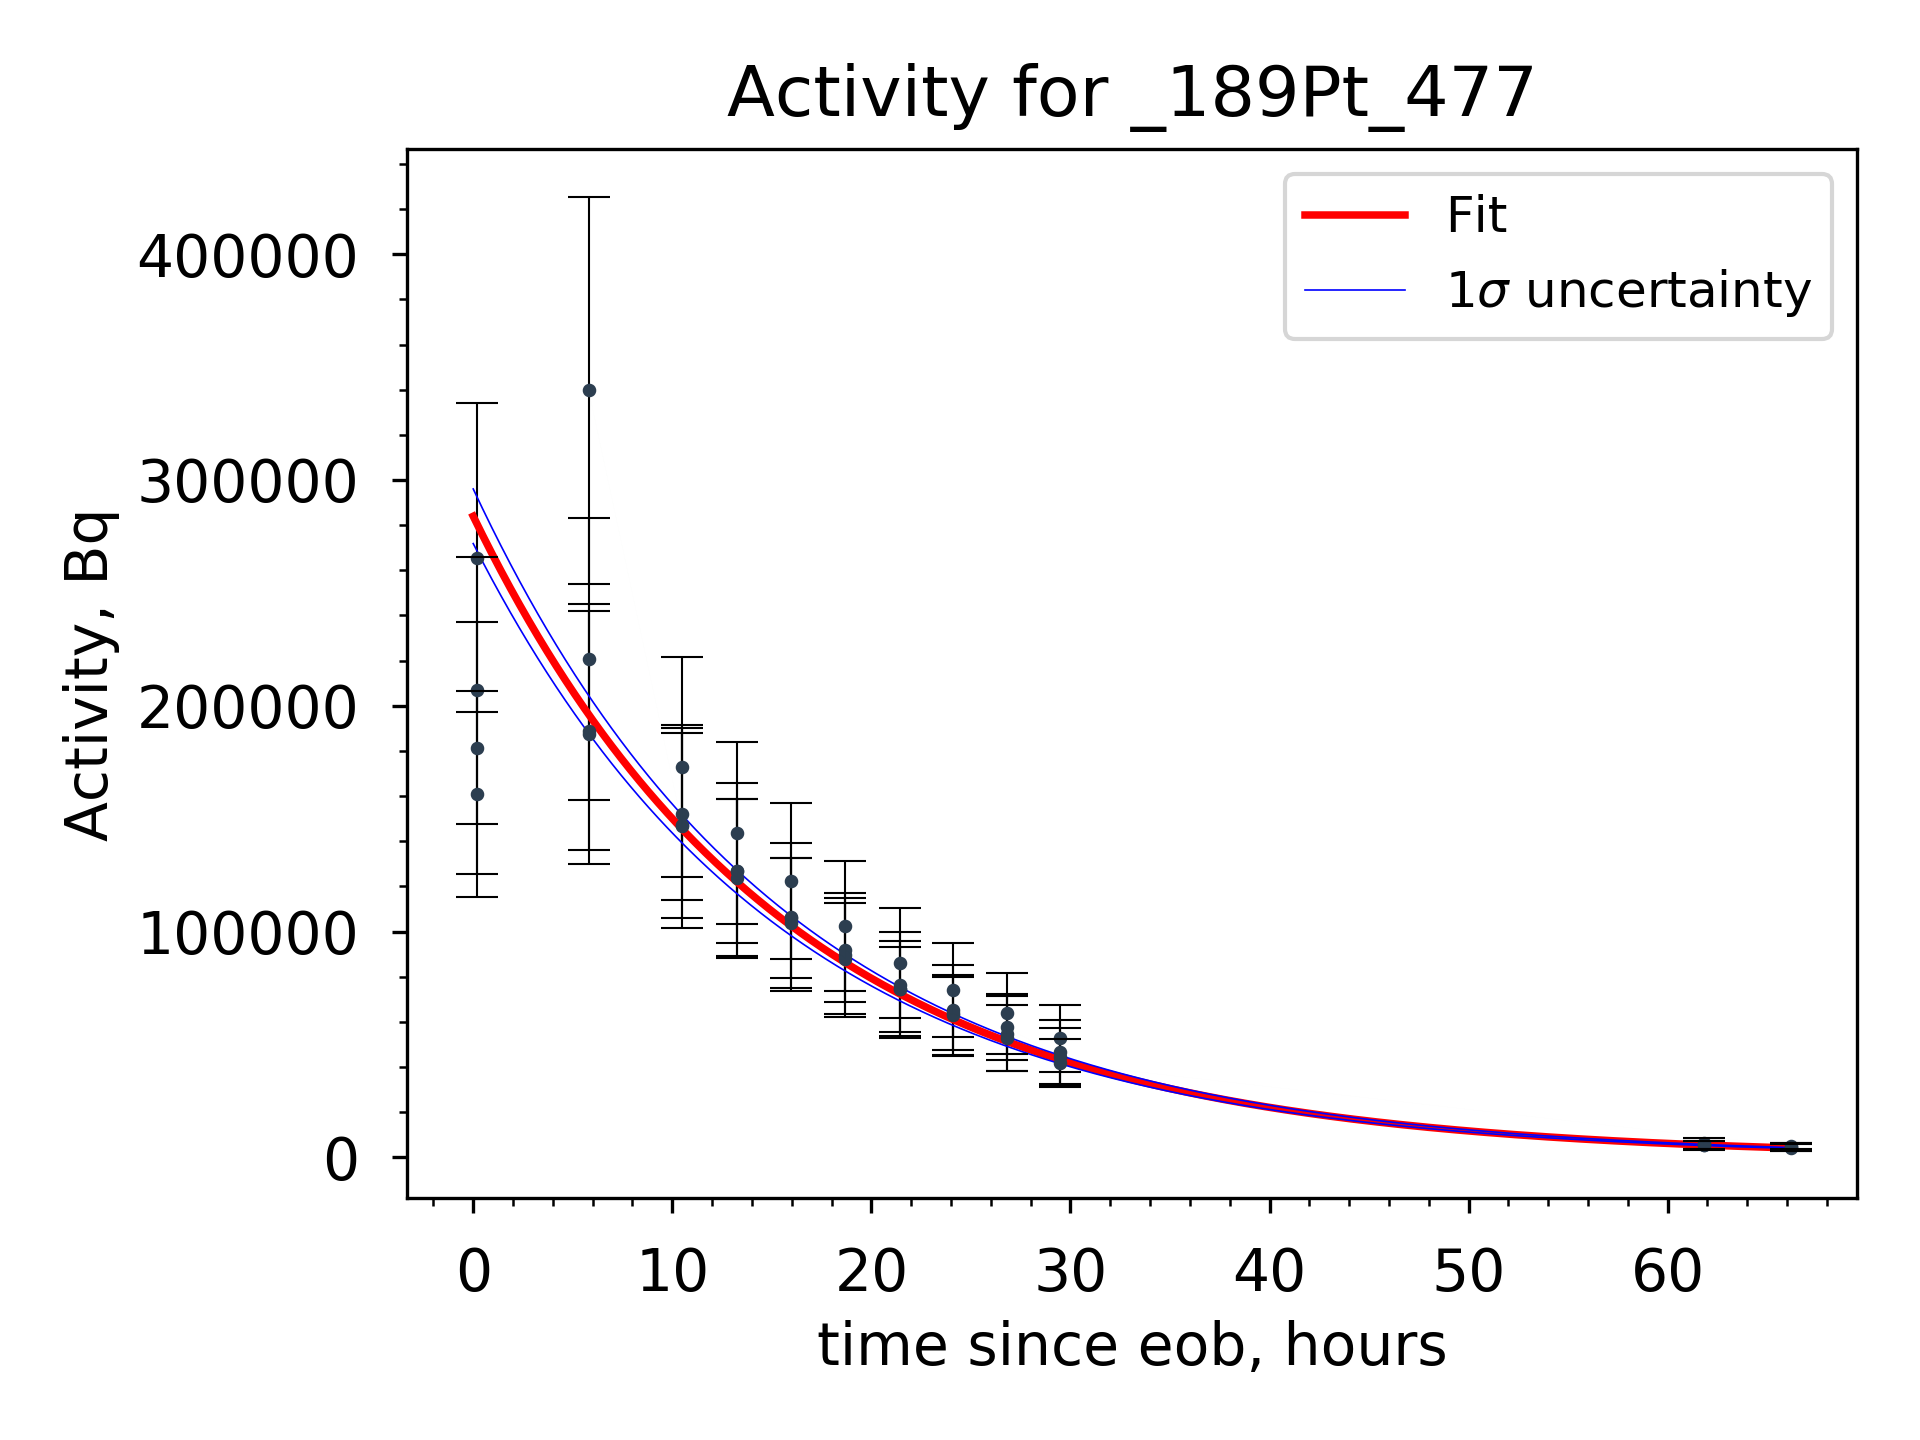 Activity for _189Pt_477
Fit
1σ uncertainty
Activity, Bq
400000
300000
200000
100000
0
0 10 20 30 40 50 60
time since eob, hours